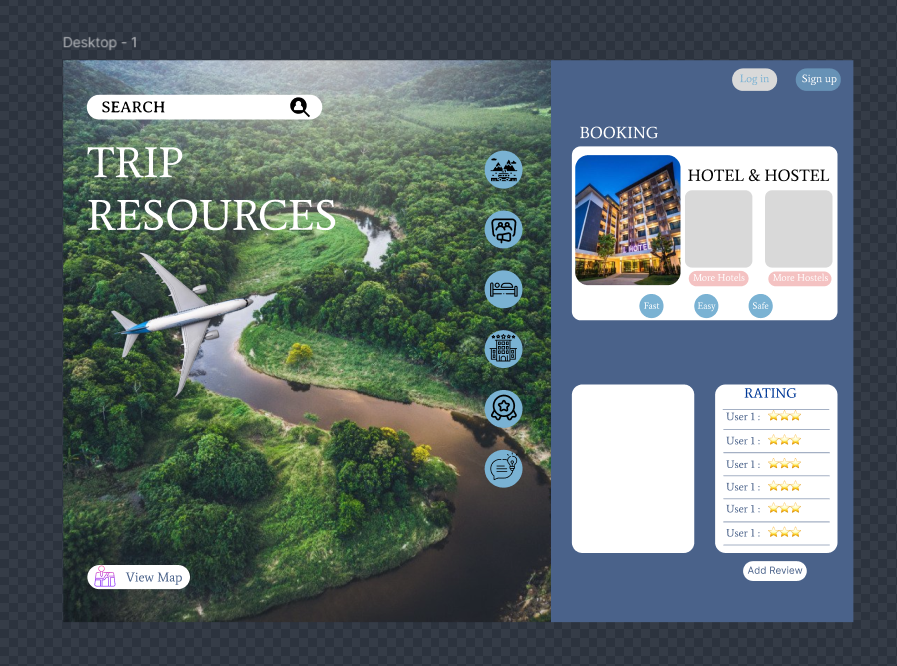 Desktop - 1
Log in
Sign up
SEARCH
TRIP
RESOURCES
View Map
BOOKING
HOTEL & HOSTEL
HOTEL
More Hotels
More Hostels
Fast
Easy
Safe
RATING
User 1 :
User 1 :
User 1 :
User 1 :
User 1 :
User 1 :
Add Review